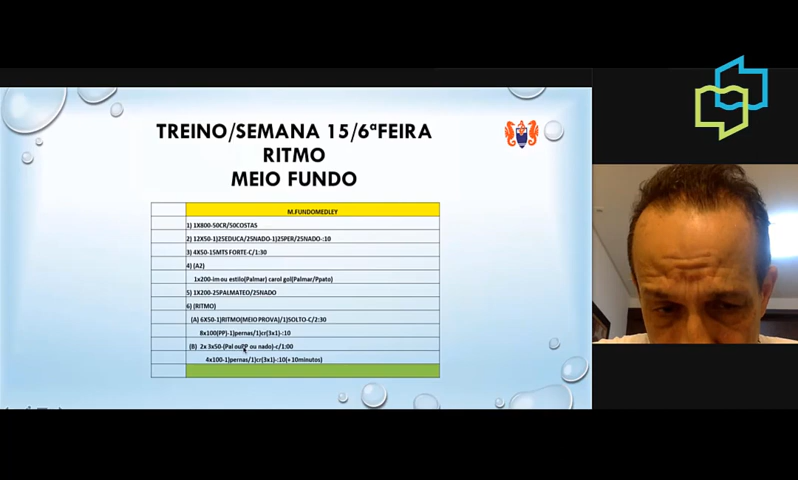 TREINO/SEMANA 15/6ªFEIRA
RITMO
MEIO FUNDO
M.FUNDOMEDLEY
1) 1X800-50CR/50COSTAS
2) 12X50-1)25EDUCA/25NADO-1)25PER/25NADO-:10
3) 4X50-15MTS FORTE-C/1:30
4) (A2)
1x200-im ou estilo(Palmar) carol gol(Palmar/Ppato)
5) 1X200-25PALMATEO/25NADO
6) (RITMO)
(A) 6X50-1)RITMO(MEIO PROVA)/1)SOLTO-C/2:30
8x100(PP)-1)pernas/1)cr(3x1)-:10
(B) 2x 3x50-(Pal ou PP ou nado)-c/1:00
4x100-1)pernas/1)cr(3x1)-:10(+10minutos)